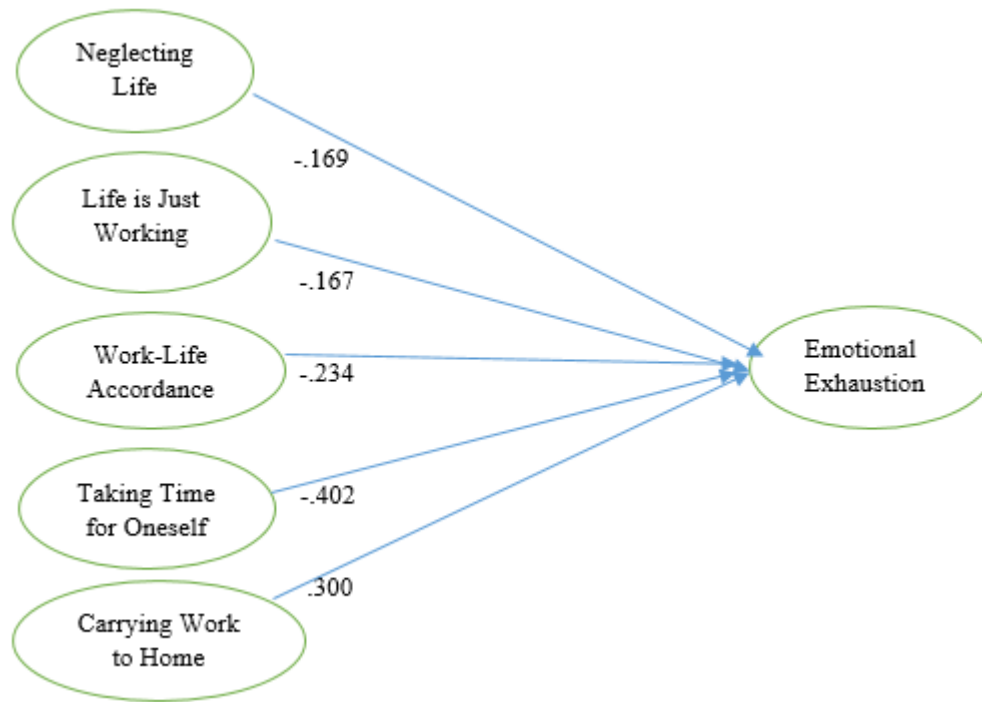 Neglecting
Life
-.169
Life is Just
Working
-.167
Work-Life
Accordance
-.234
Emotional
Exhaustion
Taking Time
for Oneself
-.402
.300
Carrying Work
to Home